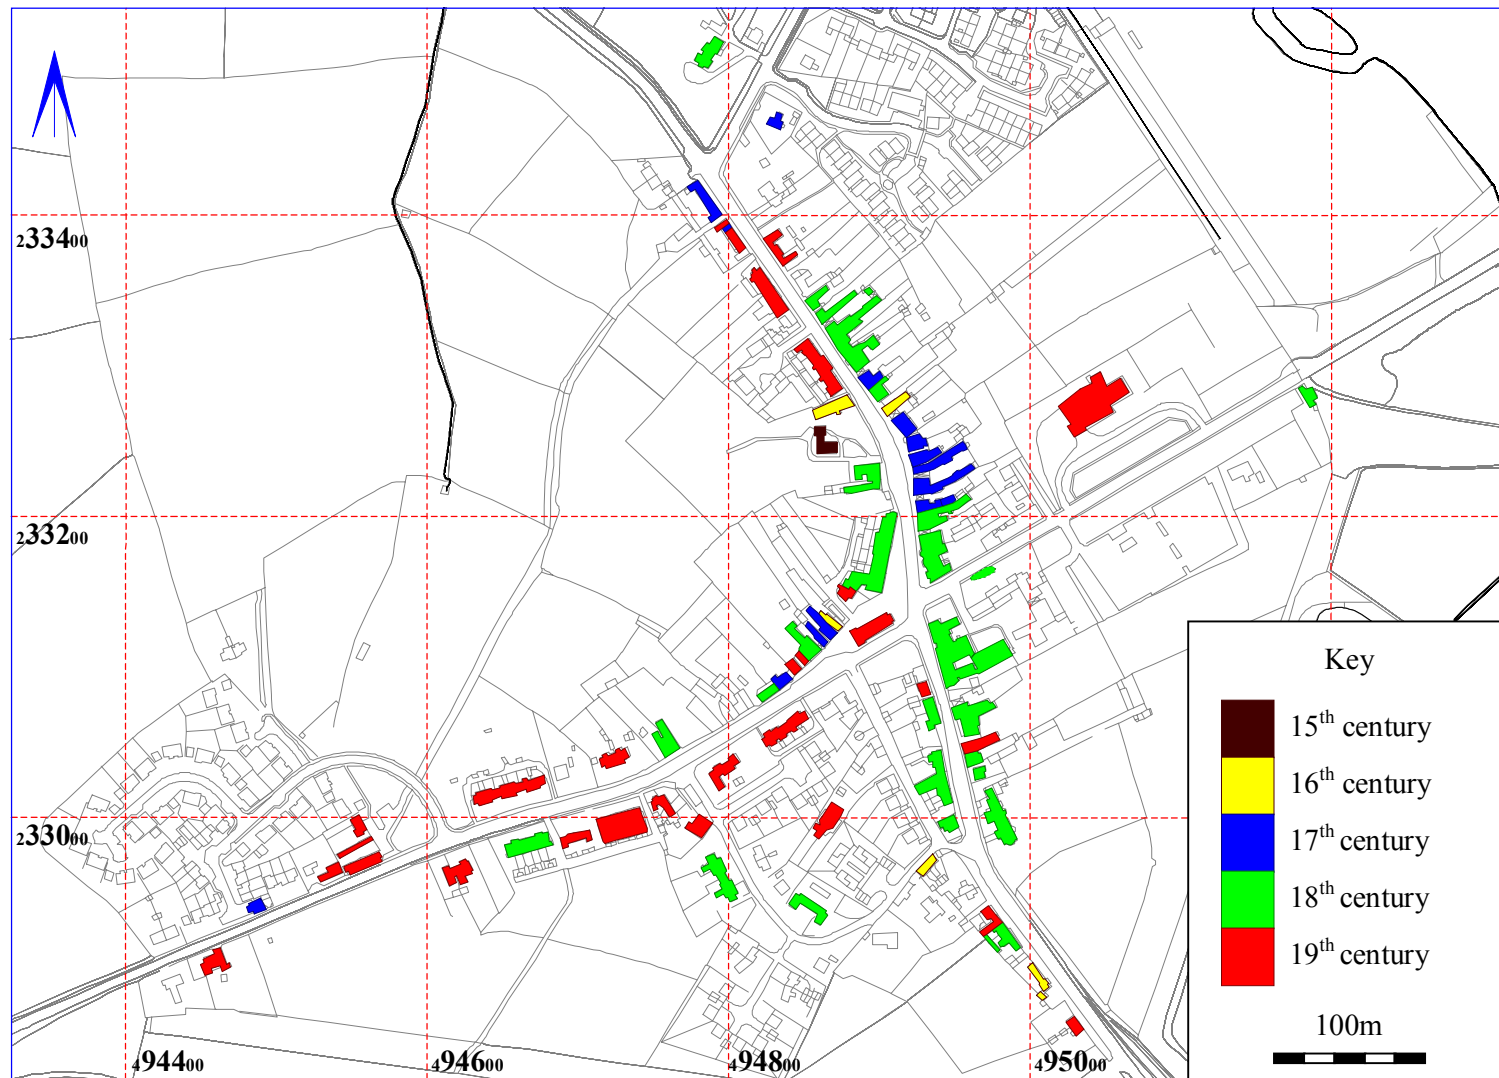 23340₀
Key
15th century
16th century
23320₀
17th century
18th century
23300₀
19th century
100m
494400
494600
494800
495000